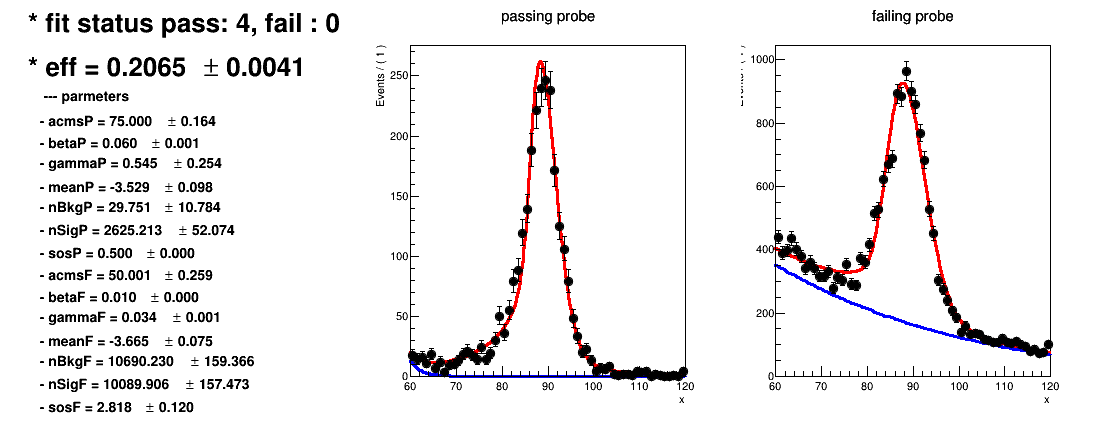 * fit status pass: 4, fail : 0
* eff = 0.2065 ± 0.0041
--- parmeters
- acmsP = 75.000 ± 0.164
- betaP = 0.060 ± 0.001
- gammaP = 0.545 ± 0.254
- meanP = -3.529 ± 0.098
- nBkgP = 29.751 ± 10.784
- nSigP = 2625.213 ± 52.074
- sosP = 0.500 ± 0.000
- acmsF = 50.001 ± 0.259
- betaF = 0.010 ± 0.000
- gammaF = 0.034 ± 0.001
- meanF = -3.665 ± 0.075
- nBkgF = 10690.230 ± 159.366
- nSigF = 10089.906 ± 157.473
- sosF = 2.818 ± 0.120
passing probe
Events / ( 1 )
250
200
150
100
50
0
60 70 80 90 100 110 120
x
failing probe
Events / ( 1 )
1000
800
600
400
200
0
60 70 80 90 100 110 120
x